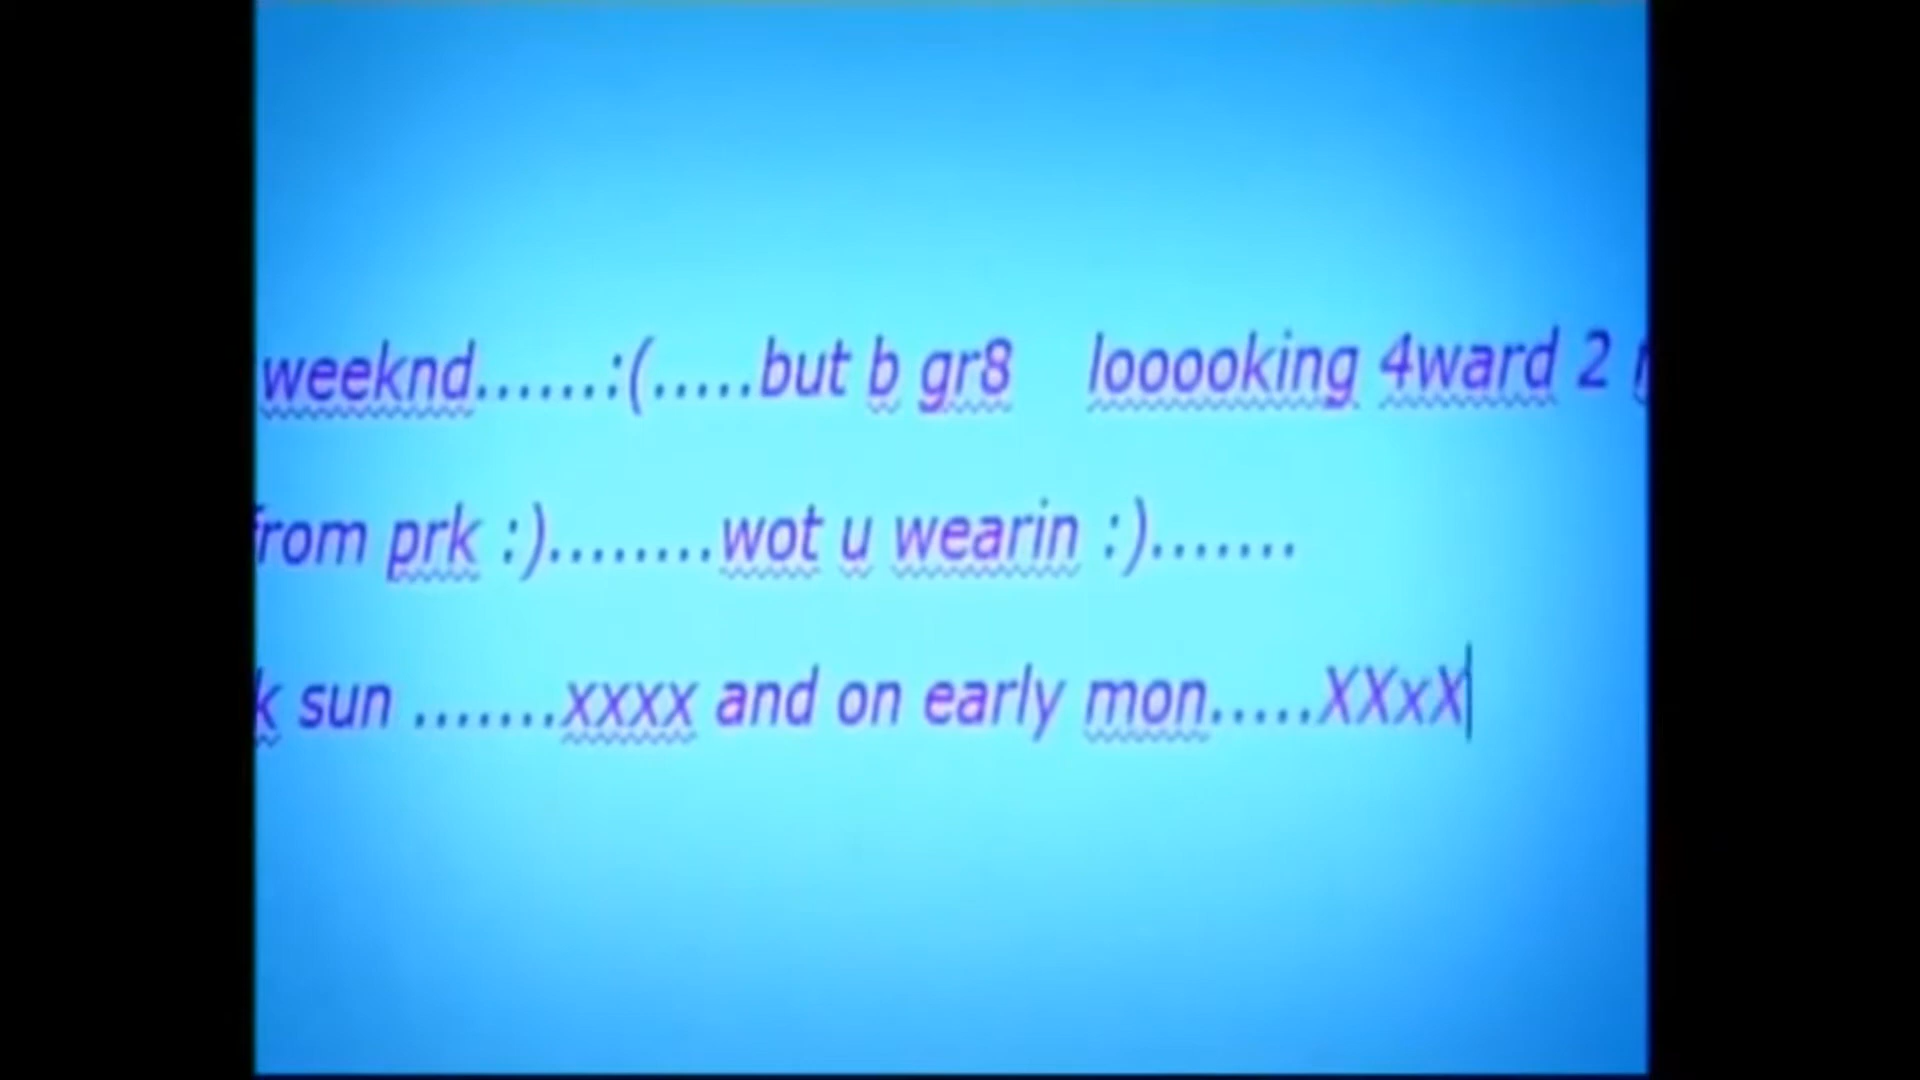 weeknd......:(.....but b gr8 looooking 4ward 2
from prk :)........wot u wearin :).......
sun .......xxxx and on early mon.....XXxX